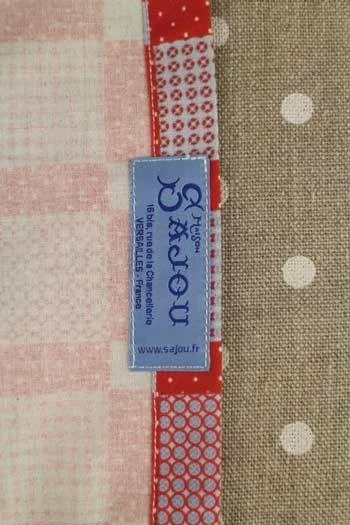 Maison
SAJOU
16 bis, rue de la Chancellerie
VERSAILLES - France
www.sajou.fr